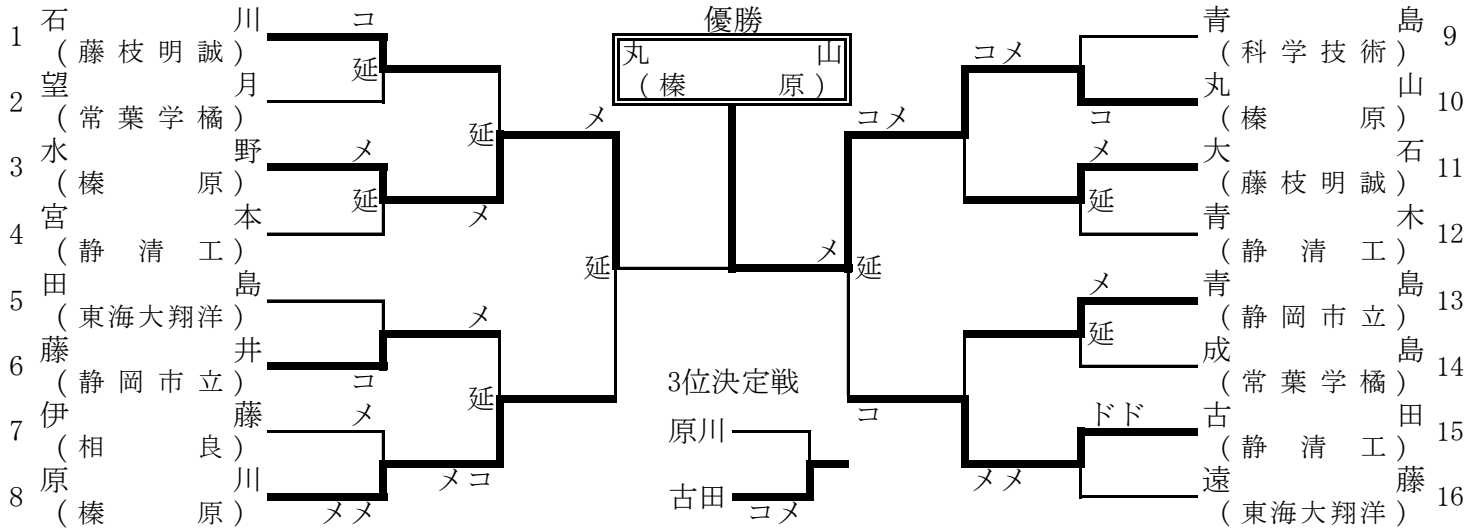 優勝
丸山
(榛原)
1 石川 コ
(藤枝明誠)
延
2 望月
(常葉学橘)
延
メ
3 水野 メ
(榛原)
延
メ
4 宮本
(静清工)
延
5 田島
(東海大翔洋)
メ
6 藤井
(静岡市立)
コ
延
7 伊藤 メ
(相良)
メコ
8 原川
(榛原) メメ
3位決定戦
原川
古田
コメ
メ
青島 9
(科学技術)
コメ
丸山 10
コ (榛原)
コメ
メ 大石 11
(藤枝明誠)
延
青木 12
(静清工)
延
メ 青島 13
(静岡市立)
延
成島 14
(常葉学橘)
コ
ドド 古田 15
(静清工)
メメ
遠藤 16
(東海大翔洋)